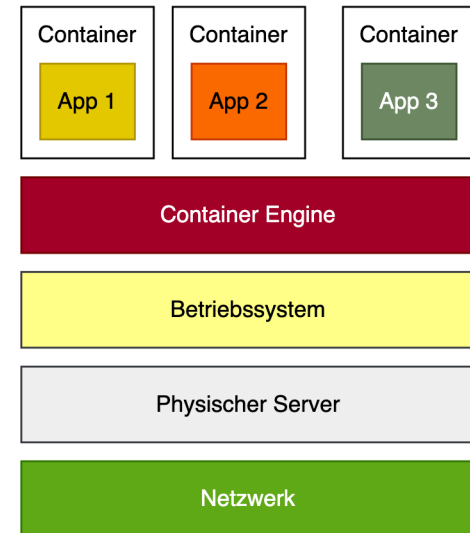 Container
Container
Container
App 1
App 2
App 3
Container Engine
Betriebssystem
Physischer Server
Netzwerk